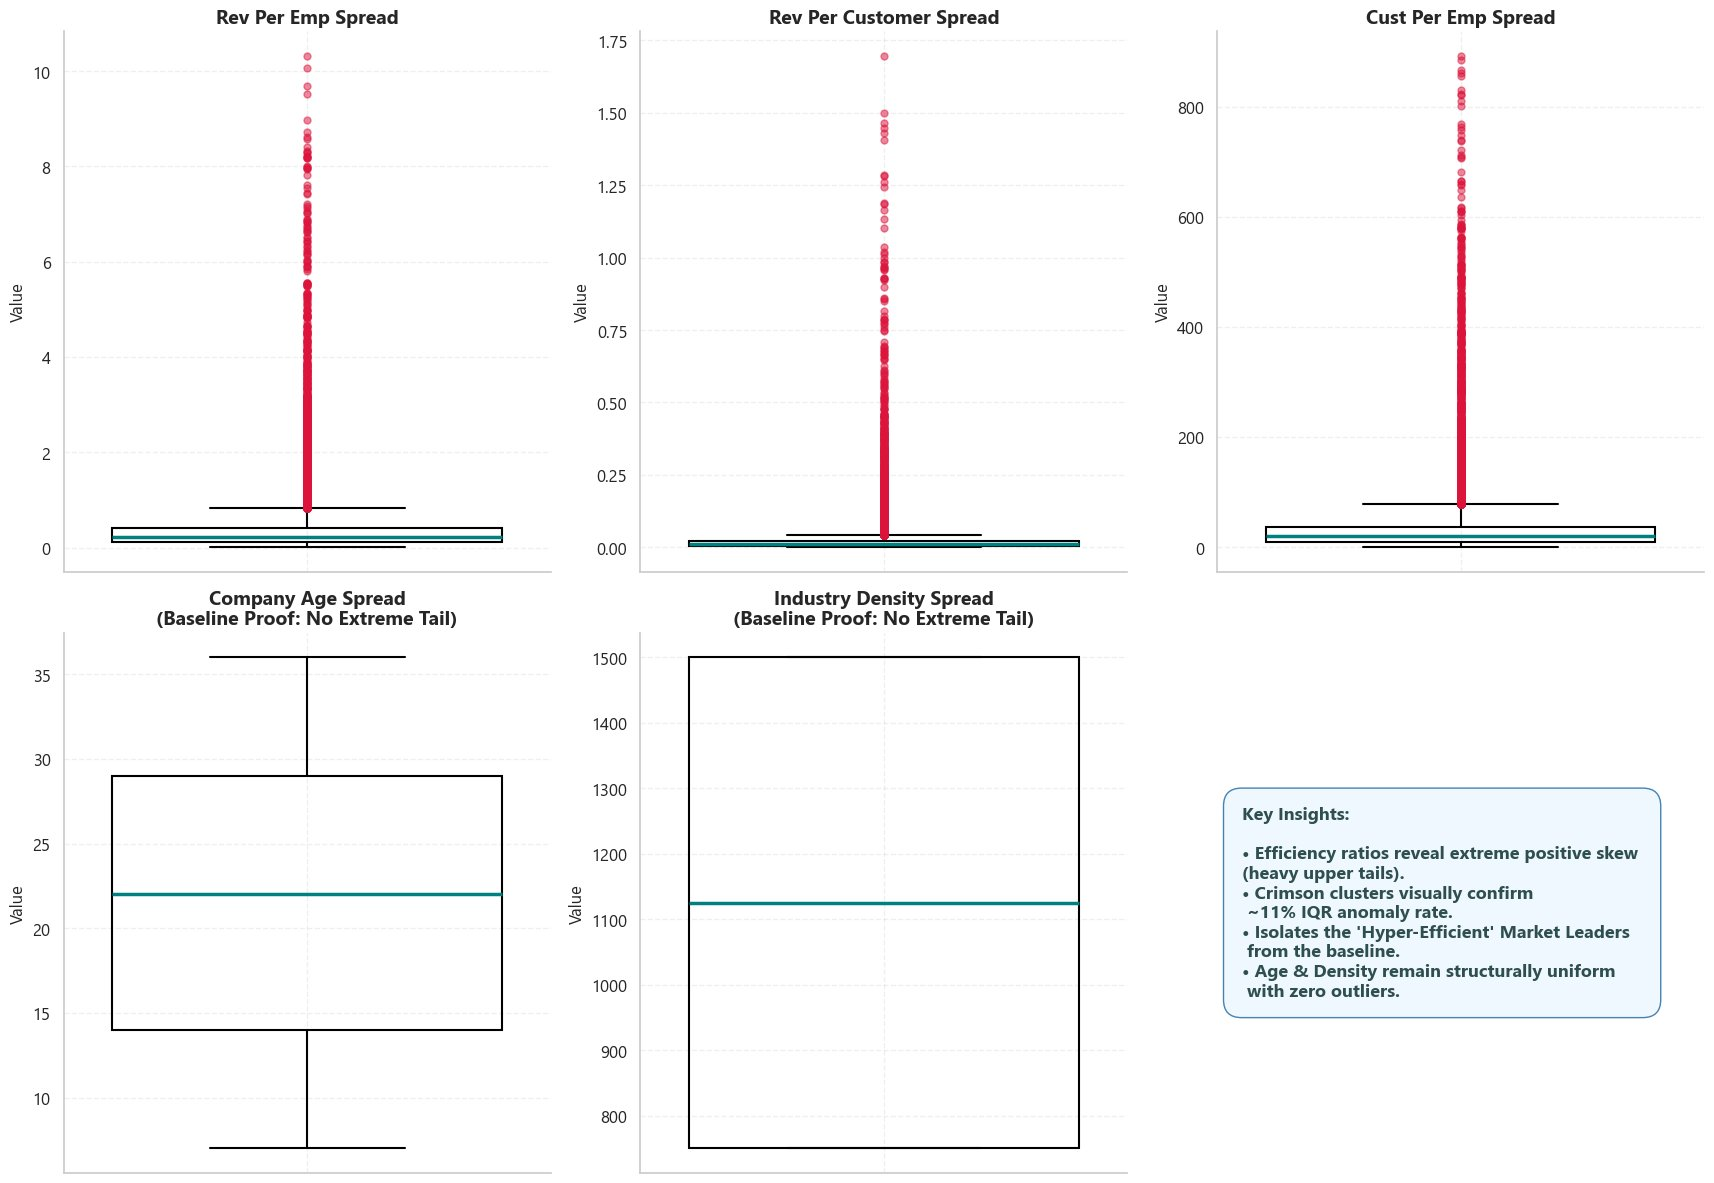 Rev Per Emp Spread
Value
10
8
6
4
2
0
Rev Per Customer Spread
Value
1.75
1.50
1.25
1.00
0.75
0.50
0.25
0.00
Cust Per Emp Spread
Value
800
600
400
200
0
Company Age Spread
(Baseline Proof: No Extreme Tail)
Value
35
30
25
20
15
10
Industry Density Spread
(Baseline Proof: No Extreme Tail)
Value
1500
1400
1300
1200
1100
1000
900
800
Key Insights:
• Efficiency ratios reveal extreme positive skew
(heavy upper tails).
• Crimson clusters visually confirm
~11% IQR anomaly rate.
• Isolates the 'Hyper-Efficient' Market Leaders
from the baseline.
• Age & Density remain structurally uniform
with zero outliers.